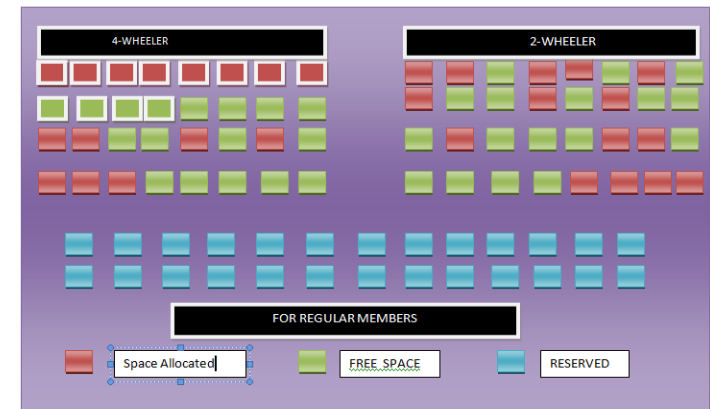 4-WHEELER
2-WHEELER
FOR REGULAR MEMBERS
Space Allocated
FREE SPACE
RESERVED